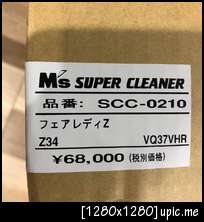 M's SUPER CLEANER
品番: SCC-0210
フェアレディZ
Z34 VQ37VHR
¥68,000 (税別価格)
[1280x1280]upic.me